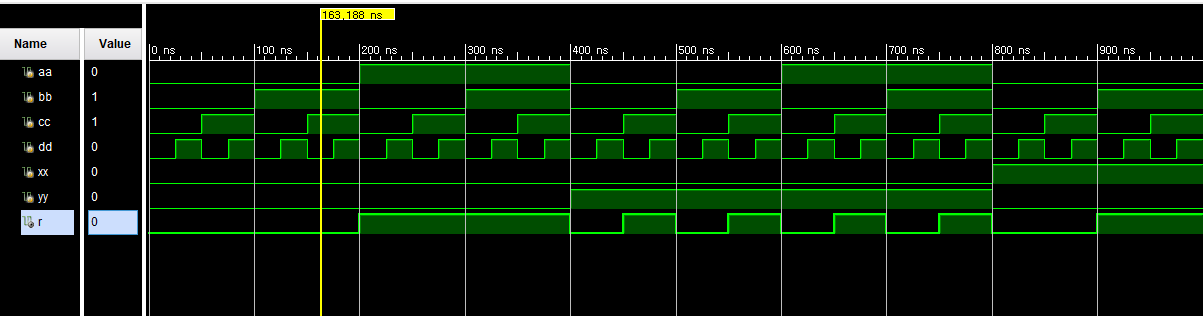 163,188 ns
Name Value
0 ns 100 ns 200 ns 300 ns 400 ns 500 ns 600 ns 700 ns 800 ns 900 ns
aa 0
bb 1
cc 1
dd 0
xx 0
yy 0
r 0